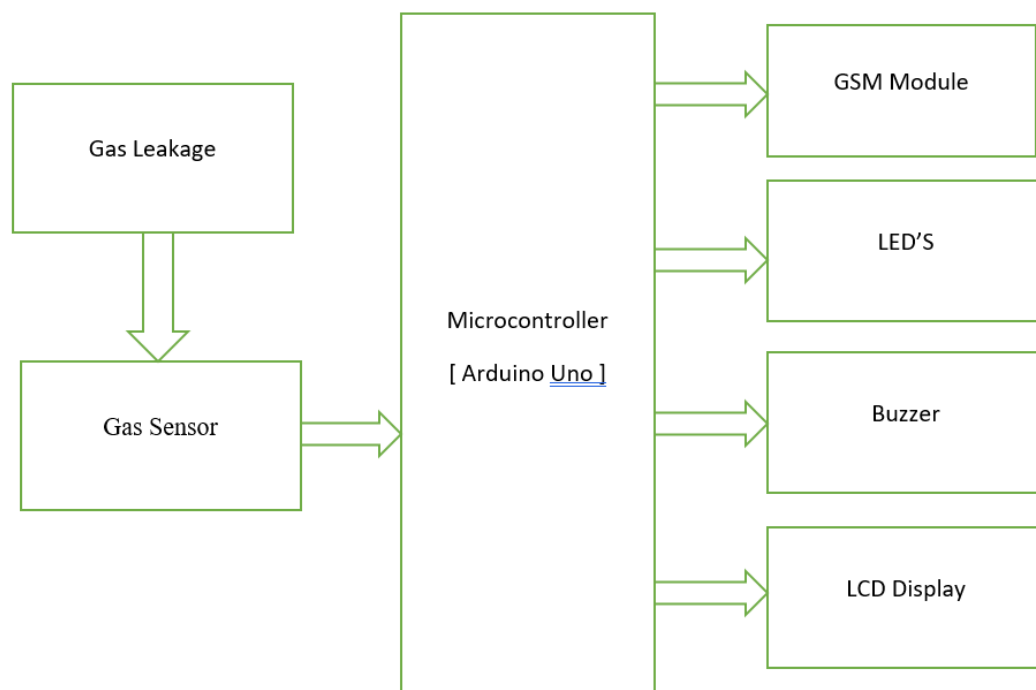 Gas Leakage
Gas Sensor
Microcontroller
[ Arduino Uno ]
GSM Module
LED’S
Buzzer
LCD Display